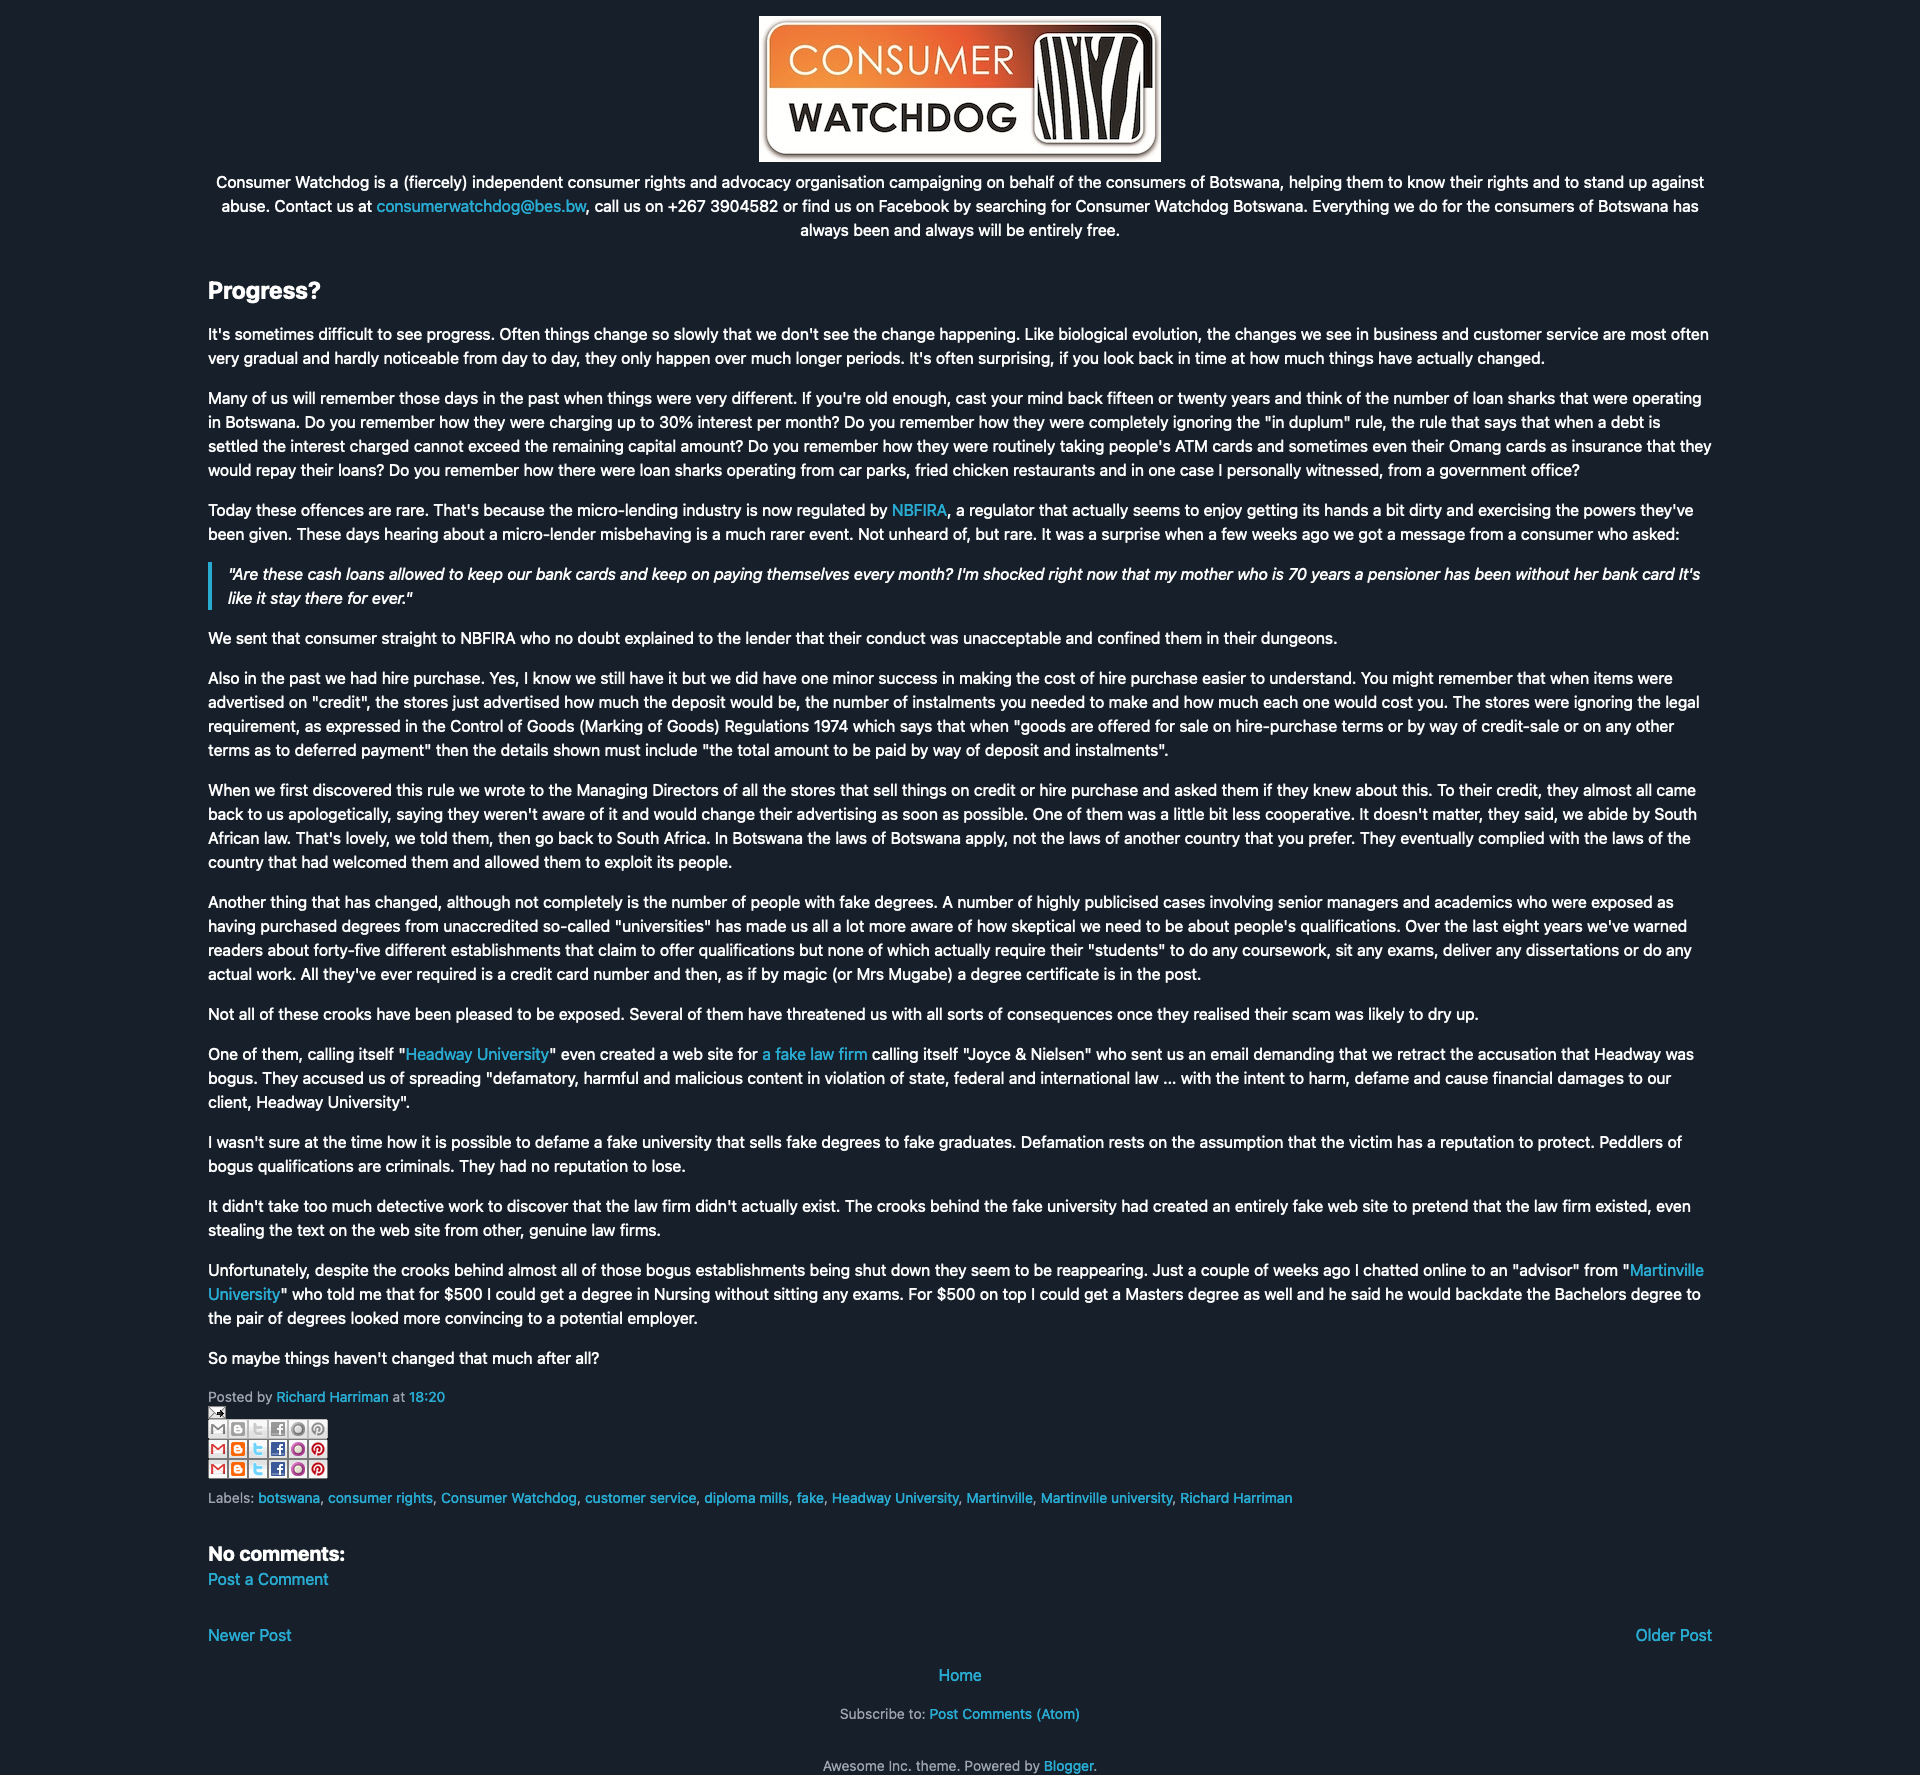 CONSUMER
WATCHDOG
Consumer Watchdog is a (fiercely) independent consumer rights and advocacy organisation campaigning on behalf of the consumers of Botswana, helping them to know their rights and to stand up against
abuse. Contact us at consumerwatchdog@bes.bw, call us on +267 3904582 or find us on Facebook by searching for Consumer Watchdog Botswana. Everything we do for the consumers of Botswana has
always been and always will be entirely free.
Progress?
It's sometimes difficult to see progress. Often things change so slowly that we don't see the change happening. Like biological evolution, the changes we see in business and customer service are most often
very gradual and hardly noticeable from day to day, they only happen over much longer periods. It's often surprising, if you look back in time at how much things have actually changed.
Many of us will remember those days in the past when things were very different. If you're old enough, cast your mind back fifteen or twenty years and think of the number of loan sharks that were operating
in Botswana. Do you remember how they were charging up to 30% interest per month? Do you remember how they were completely ignoring the "in duplum" rule, the rule that says that when a debt is
settled the interest charged cannot exceed the remaining capital amount? Do you remember how they were routinely taking people's ATM cards and sometimes even their Omang cards as insurance that they
would repay their loans? Do you remember how there were loan sharks operating from car parks, fried chicken restaurants and in one case I personally witnessed, from a government office?
Today these offences are rare. That's because the micro-lending industry is now regulated by NBFIRA, a regulator that actually seems to enjoy getting its hands a bit dirty and exercising the powers they've
been given. These days hearing about a micro-lender misbehaving is a much rarer event. Not unheard of, but rare. It was a surprise when a few weeks ago we got a message from a consumer who asked:
"Are these cash loans allowed to keep our bank cards and keep on paying themselves every month? I'm shocked right now that my mother who is 70 years a pensioner has been without her bank card It's
like it stay there for ever."
We sent that consumer straight to NBFIRA who no doubt explained to the lender that their conduct was unacceptable and confined them in their dungeons.
Also in the past we had hire purchase. Yes, I know we still have it but we did have one minor success in making the cost of hire purchase easier to understand. You might remember that when items were
advertised on "credit", the stores just advertised how much the deposit would be, the number of instalments you needed to make and how much each one would cost you. The stores were ignoring the legal
requirement, as expressed in the Control of Goods (Marking of Goods) Regulations 1974 which says that when "goods are offered for sale on hire-purchase terms or by way of credit-sale or on any other
terms as to deferred payment" then the details shown must include "the total amount to be paid by way of deposit and instalments".
When we first discovered this rule we wrote to the Managing Directors of all the stores that sell things on credit or hire purchase and asked them if they knew about this. To their credit, they almost all came
back to us apologetically, saying they weren't aware of it and would change their advertising as soon as possible. One of them was a little bit less cooperative. It doesn't matter, they said, we abide by South
African law. That's lovely, we told them, then go back to South Africa. In Botswana the laws of Botswana apply, not the laws of another country that you prefer. They eventually complied with the laws of the
country that had welcomed them and allowed them to exploit its people.
Another thing that has changed, although not completely is the number of people with fake degrees. A number of highly publicised cases involving senior managers and academics who were exposed as
having purchased degrees from unaccredited so-called "universities" has made us all a lot more aware of how skeptical we need to be about people's qualifications. Over the last eight years we've warned
readers about forty-five different establishments that claim to offer qualifications but none of which actually require their "students" to do any coursework, sit any exams, deliver any dissertations or do any
actual work. All they've ever required is a credit card number and then, as if by magic (or Mrs Mugabe) a degree certificate is in the post.
Not all of these crooks have been pleased to be exposed. Several of them have threatened us with all sorts of consequences once they realised their scam was likely to dry up.
One of them, calling itself "Headway University" even created a web site for a fake law firm calling itself "Joyce & Nielsen" who sent us an email demanding that we retract the accusation that Headway was
bogus. They accused us of spreading "defamatory, harmful and malicious content in violation of state, federal and international law ... with the intent to harm, defame and cause financial damages to our
client, Headway University".
I wasn't sure at the time how it is possible to defame a fake university that sells fake degrees to fake graduates. Defamation rests on the assumption that the victim has a reputation to protect. Peddlers of
bogus qualifications are criminals. They had no reputation to lose.
It didn't take too much detective work to discover that the law firm didn't actually exist. The crooks behind the fake university had created an entirely fake web site to pretend that the law firm existed, even
stealing the text on the web site from other, genuine law firms.
Unfortunately, despite the crooks behind almost all of those bogus establishments being shut down they seem to be reappearing. Just a couple of weeks ago I chatted online to an "advisor" from "Martinville
University" who told me that for $500 I could get a degree in Nursing without sitting any exams. For $500 on top I could get a Masters degree as well and he said he would backdate the Bachelors degree to
the pair of degrees looked more convincing to a potential employer.
So maybe things haven't changed that much after all?
Posted by Richard Harriman at 18:20
Labels: botswana, consumer rights, Consumer Watchdog, customer service, diploma mills, fake, Headway University, Martinville, Martinville university, Richard Harriman
No comments:
Post a Comment
Newer Post
Older Post
Home
Subscribe to: Post Comments (Atom)
Awesome Inc. theme. Powered by Blogger.